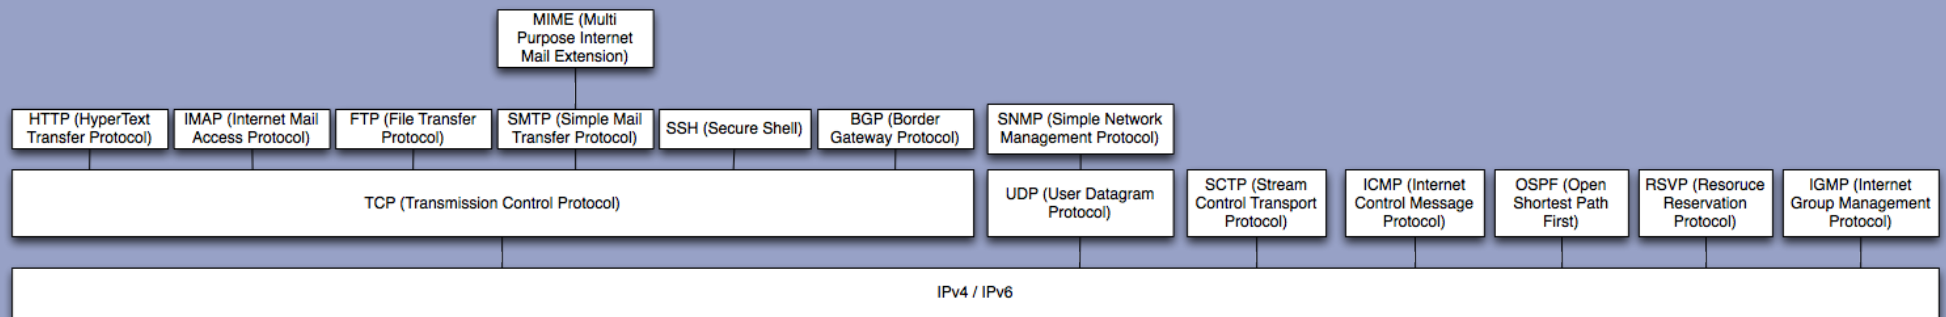 MIME (Multi
Purpose Internet
Mail Extension)
HTTP (HyperText
Transfer Protocol)
IMAP (Internet Mail
Access Protocol)
FTP (File Transfer
Protocol)
SMTP (Simple Mail
Transfer Protocol)
SSH (Secure Shell)
BGP (Border
Gateway Protocol)
SNMP (Simple Network
Management Protocol)
TCP (Transmission Control Protocol)
UDP (User Datagram
Protocol)
SCTP (Stream
Control Transport
Protocol)
ICMP (Internet
Control Message
Protocol)
OSPF (Open
Shortest Path
First)
RSVP (Resoruce
Reservation
Protocol)
IGMP (Internet
Group Management
Protocol)
IPv4 / IPv6